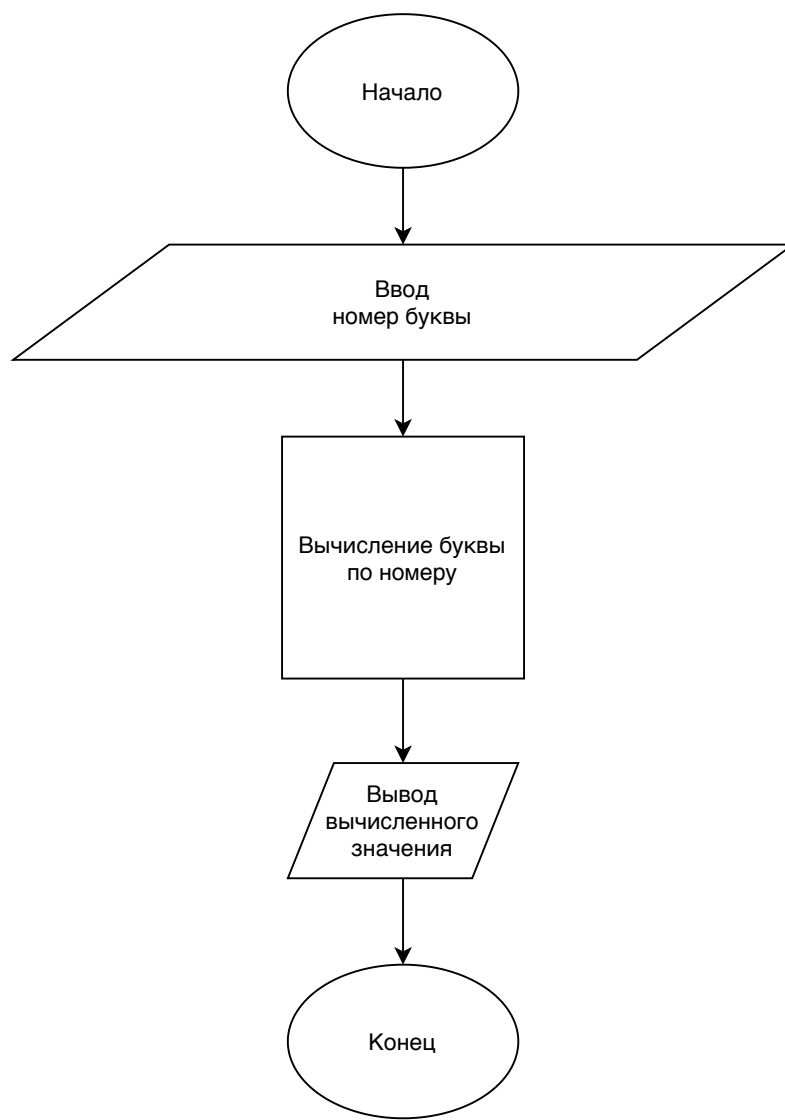 Начало
Ввод
номер буквы
Вычисление буквы
по номеру
Вывод
вычисленного
значения
Конец